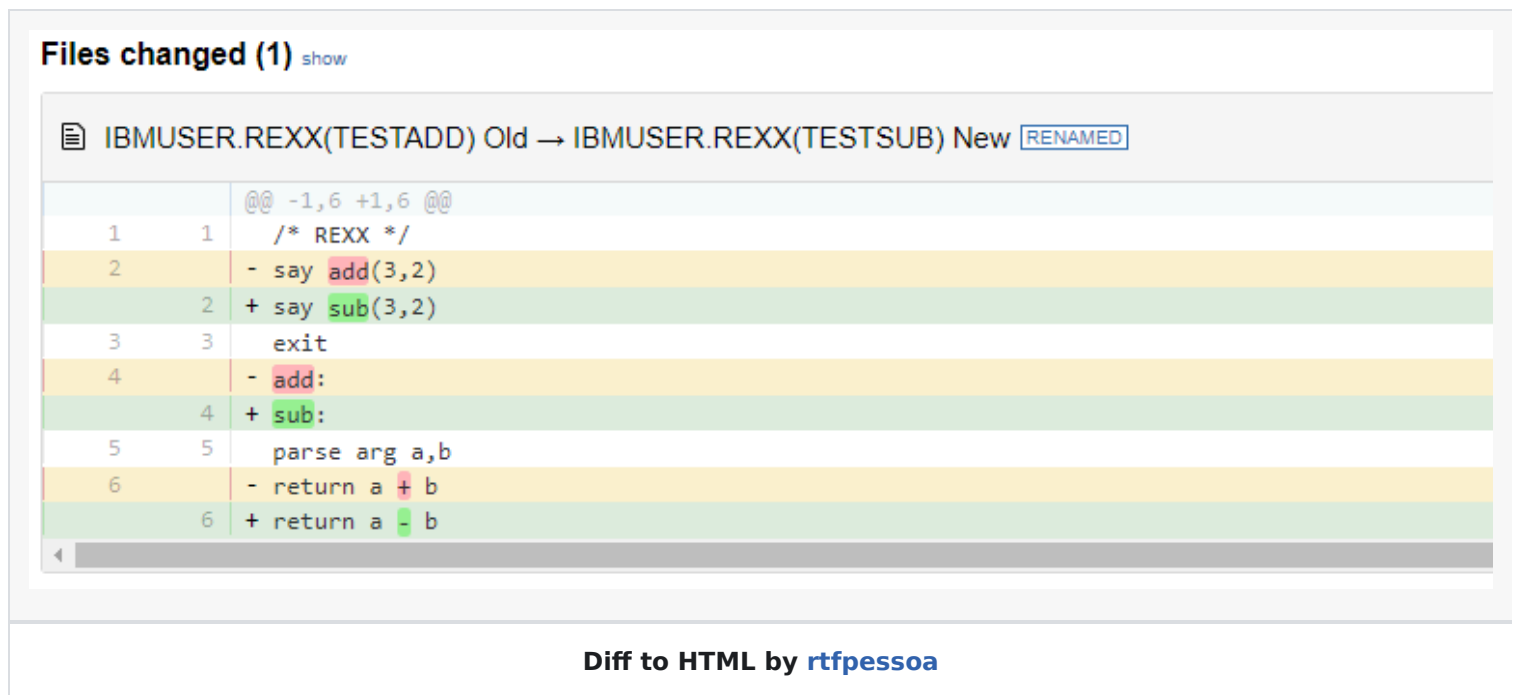 Files changed (1) show
IBMUSER.REXX(TESTADD) Old → IBMUSER.REXX(TESTSUB) New RENAMED
@@ -1,6 +1,6 @@
1 1 /* REXX */
2 - say add(3,2)
2 + say sub(3,2)
3 3 exit
4 - add:
4 + sub:
5 5 parse arg a,b
6 - return a + b
6 + return a - b
Diff to HTML by rtfpessoa